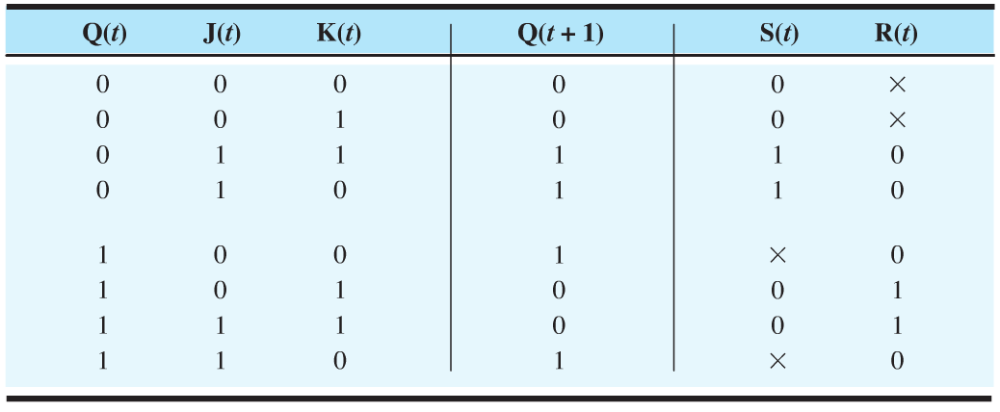 Q(t) J(t) K(t) Q(t + 1) S(t) R(t)
0 0 0 0 0 ×
0 0 1 0 0 ×
0 1 1 1 1 0
0 1 0 1 1 0
1 0 0 1 × 0
1 0 1 0 0 1
1 1 1 0 0 1
1 1 0 1 × 0